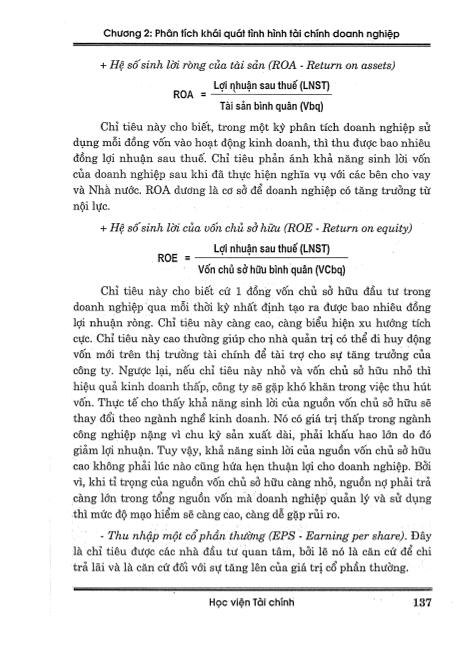 Chương 2: Phân tích khái quát tình hình tài chính doanh nghiệp
+ Hệ số sinh lời ròng của tài sản (ROA - Return on assets)
ROA = Lợi nhuận sau thuế (LNST)
Tài sản bình quân (Vbq)
Chỉ tiêu này cho biết, trong một kỳ phân tích doanh nghiệp sử
dụng mỗi đồng vốn vào hoạt động kinh doanh, thì thu được bao nhiêu
đồng lợi nhuận sau thuế. Chỉ tiêu phản ánh khả năng sinh lời vốn
của doanh nghiệp sau khi đã thực hiện nghĩa vụ với các bên cho vay
và Nhà nước. ROA dương là cơ sở để doanh nghiệp có tăng trưởng từ
nội lực.
+ Hệ số sinh lời của vốn chủ sở hữu (ROE - Return on equity)
ROE = Lợi nhuận sau thuế (LNST)
Vốn chủ sở hữu bình quân (VCbq)
Chỉ tiêu này cho biết cứ 1 đồng vốn chủ sở hữu đầu tư trong
doanh nghiệp qua mỗi thời kỳ nhất định tạo ra được bao nhiêu đồng
lợi nhuận ròng. Chỉ tiêu này càng cao, càng biểu hiện xu hướng tích
cực. Chỉ tiêu này cao thường giúp cho nhà quản trị có thể đi huy động
vốn mới trên thị trường tài chính để tài trợ cho sự tăng trưởng của
công ty. Ngược lại, nếu chỉ tiêu này nhỏ và vốn chủ sở hữu nhỏ thì
hiệu quả kinh doanh thấp, công ty sẽ gặp khó khăn trong việc thu hút
vốn. Thực tế cho thấy khả năng sinh lời của nguồn vốn chủ sở hữu sẽ
thay đổi theo ngành nghề kinh doanh. Nó có giá trị thấp trong ngành
công nghiệp nặng vì chu kỳ sản xuất dài, phải khấu hao lớn do đó
giảm lợi nhuận. Tuy vậy, khả năng sinh lời của nguồn vốn chủ sở hữu
cao không phải lúc nào cũng hứa hẹn thuận lợi cho doanh nghiệp. Bởi
vì, khi tỉ trọng của nguồn vốn chủ sở hữu càng nhỏ, nguồn nợ phải trả
càng lớn trong tổng nguồn vốn mà doanh nghiệp quản lý và sử dụng
thì mức độ mạo hiểm sẽ càng cao, càng dễ gặp rủi ro.
- Thu nhập một cổ phần thường (EPS - Earning per share). Đây
là chỉ tiêu được các nhà đầu tư quan tâm, bởi lẽ nó là căn cứ để chi
trả lãi và là căn cứ đối với sự tăng lên của giá trị cổ phần thường.
Học viện Tài chính 137